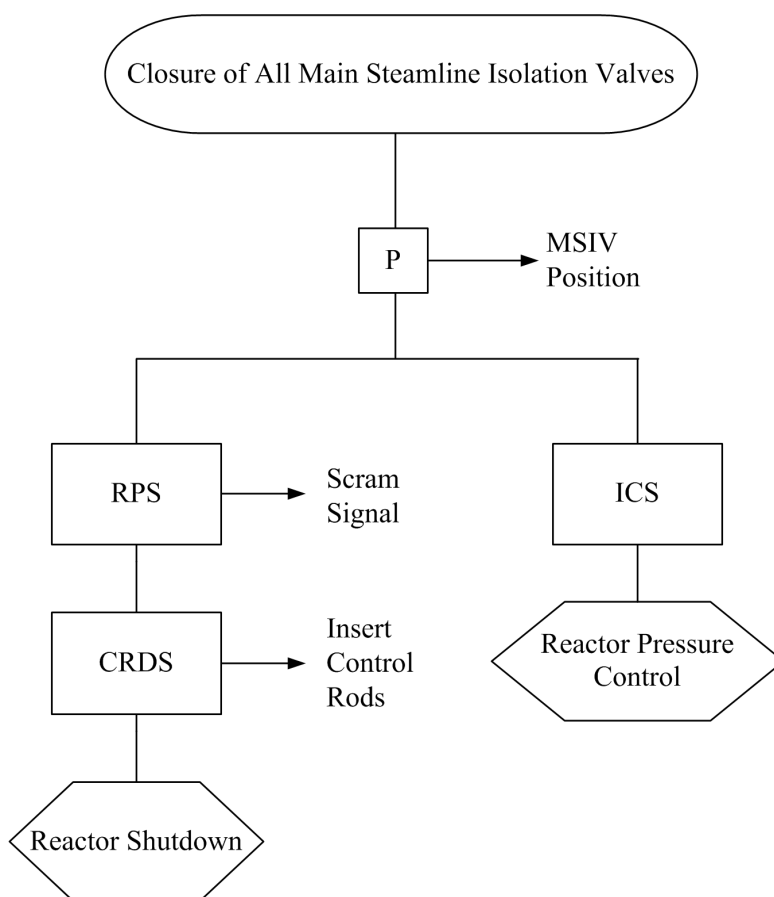 Closure of All Main Steamline Isolation Valves
P
MSIV
Position
RPS
Scram
Signal
ICS
CRDS
Insert
Control
Rods
Reactor Pressure
Control
Reactor Shutdown